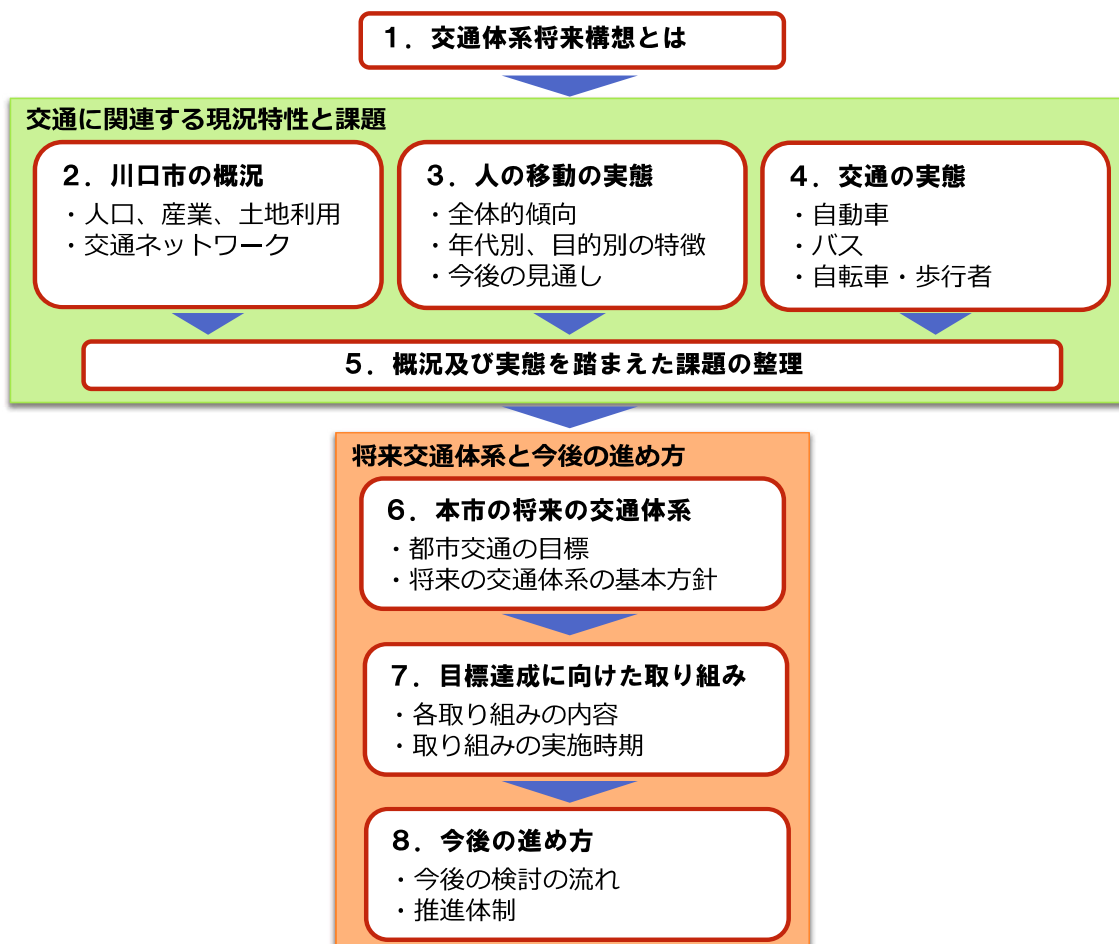 １．交通体系将来構想とは
交通に関連する現況特性と課題
２．川口市の概況
・人口、産業、土地利用
・交通ネットワーク
３．人の移動の実態
・全体的傾向
・年代別、目的別の特徴
・今後の見通し
４．交通の実態
・自動車
・バス
・自転車・歩行者
５．概況及び実態を踏まえた課題の整理
将来交通体系と今後の進め方
６．本市の将来の交通体系
・都市交通の目標
・将来の交通体系の基本方針
７．目標達成に向けた取り組み
・各取り組みの内容
・取り組みの実施時期
８．今後の進め方
・今後の検討の流れ
・推進体制